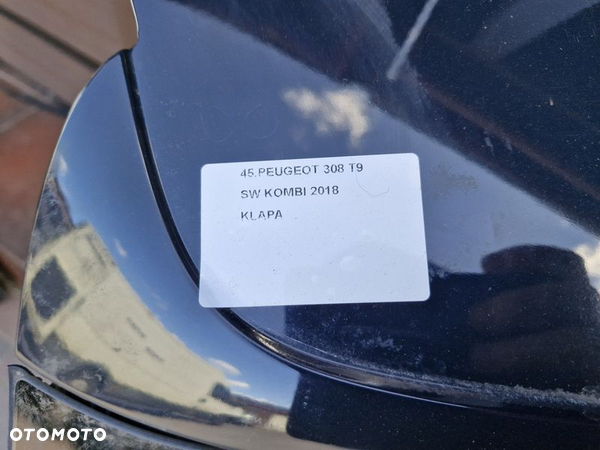 45.PEUGEOT 308 T9
SW KOMBI 2018
KLAPA
OTOMOTO